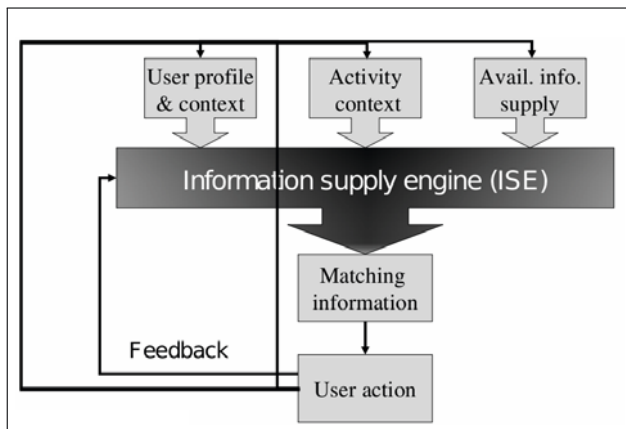 User profile
& context
Activity
context
Avail. info.
supply
Information supply engine (ISE)
Matching
information
Feedback
User action